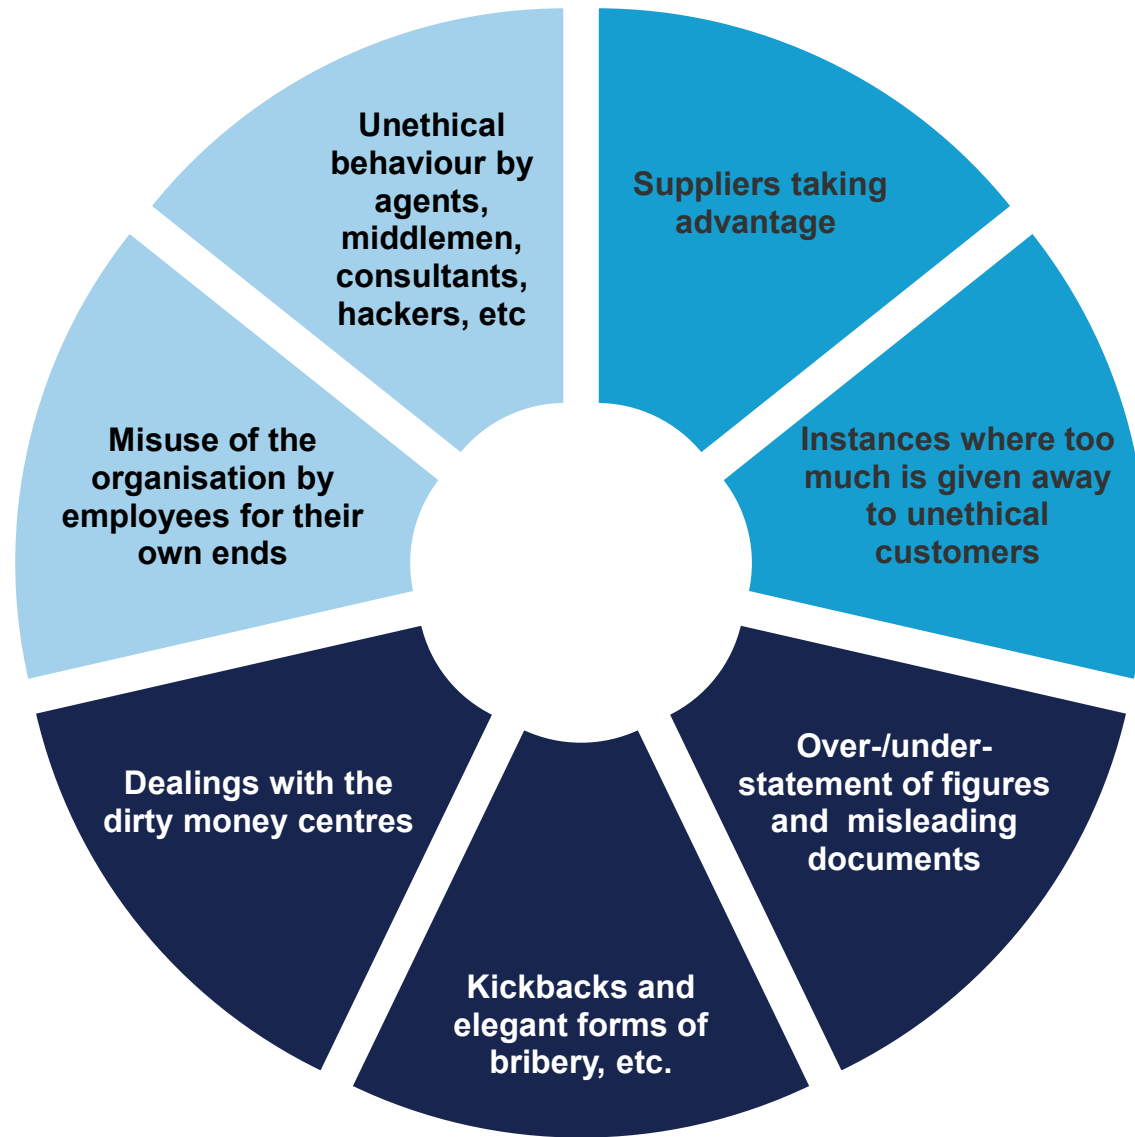 Unethical
behaviour by
agents,
middlemen,
consultants,
hackers, etc
Suppliers taking
advantage
Instances where too
much is given away
to unethical
customers
Over-/under-
statement of figures
and  misleading
documents
Kickbacks and
elegant forms of
bribery, etc.
Dealings with the
dirty money centres
Misuse of the
organisation by
employees for their
own ends